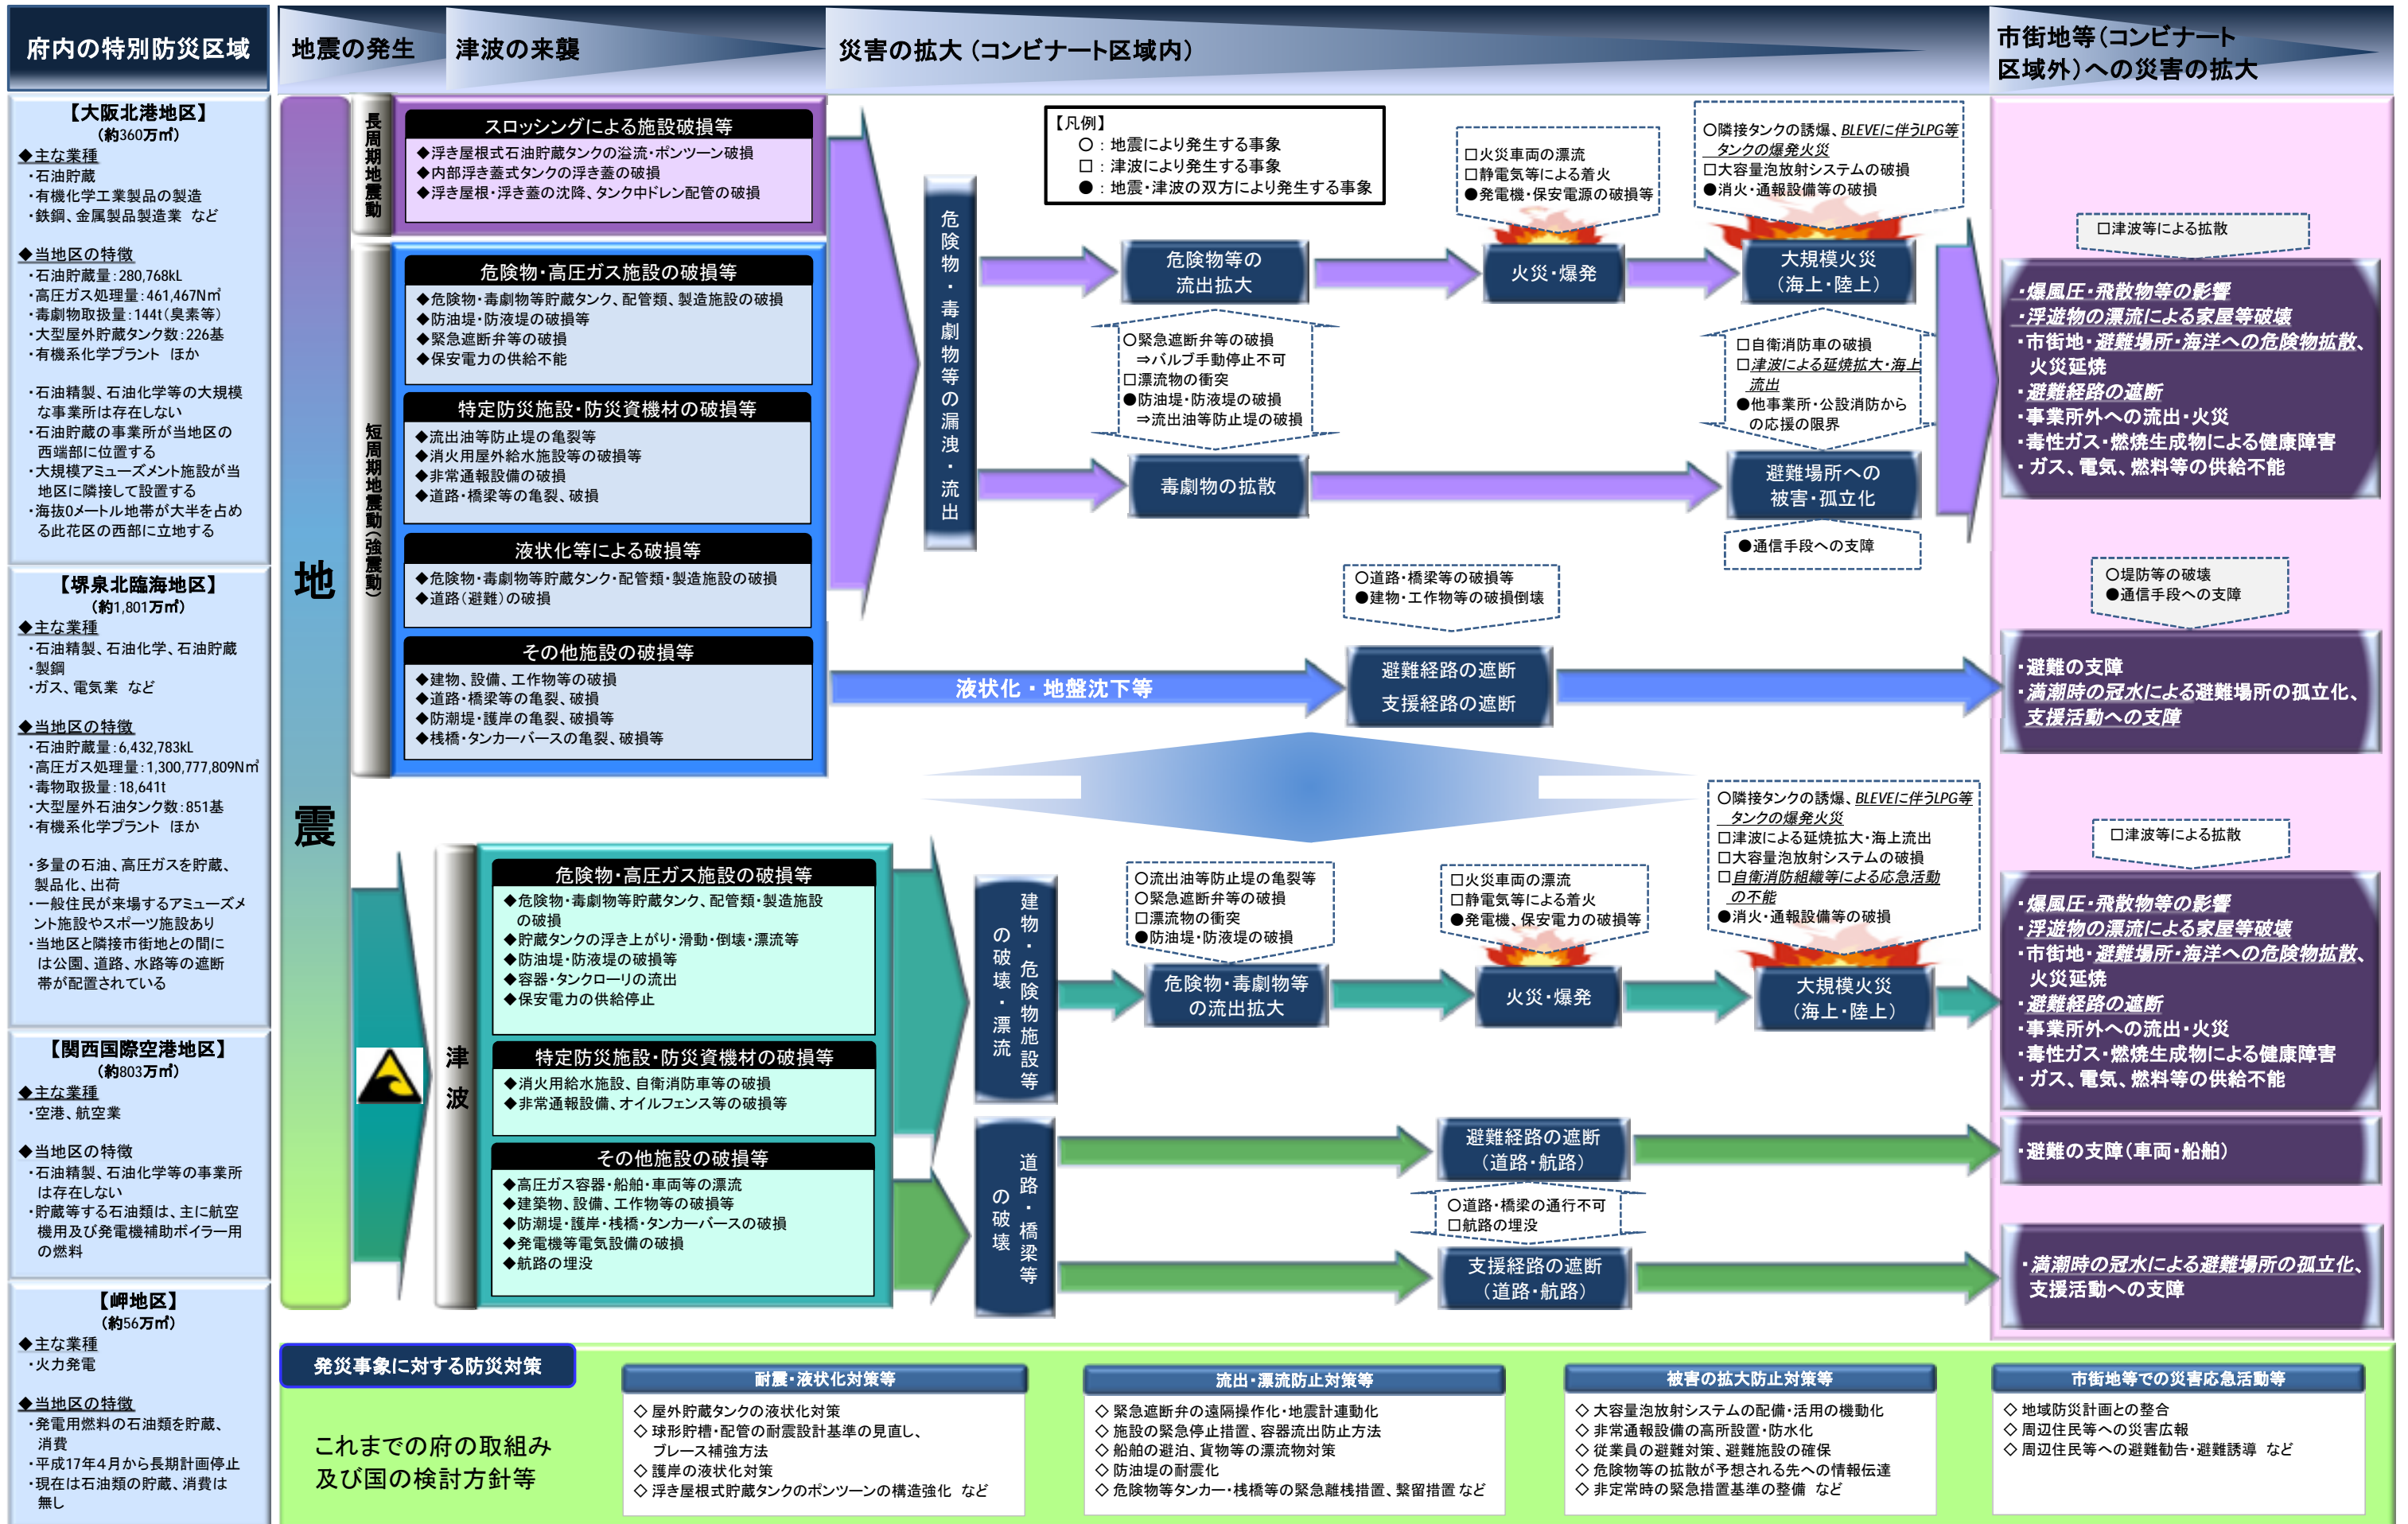 府内の特別防災区域
地震の発生
津波の来襲
災害の拡大（コンビナート区域内）
市街地等（コンビナート
区域外）への災害の拡大
【大阪北港地区】
（約360万㎡）
◆主な業種
・石油貯蔵
・有機化学工業製品の製造
・鉄鋼、金属製品製造業 など
◆当地区の特徴
・石油貯蔵量：280,768kL
・高圧ガス処理量：461,467N㎥
・毒劇物取扱量：144t（臭素等）
・大型屋外貯蔵タンク数：226基
・有機系化学プラント ほか
・石油精製、石油化学等の大規模
な事業所は存在しない
・石油貯蔵の事業所が当地区の
西端部に位置する
・大規模アミューズメント施設が当
地区に隣接して設置する
・海抜0メートル地帯が大半を占め
る此花区の西部に立地する
【堺泉北臨海地区】
（約1,801万㎡）
◆主な業種
・石油精製、石油化学、石油貯蔵
・製鋼
・ガス、電気業 など
◆当地区の特徴
・石油貯蔵量：6,432,783kL
・高圧ガス処理量：1,300,777,809N㎥
・毒物取扱量：18,641t
・大型屋外石油タンク数：851基
・有機系化学プラント ほか
・多量の石油、高圧ガスを貯蔵、
製品化、出荷
・一般住民が来場するアミューズメ
ント施設やスポーツ施設あり
・当地区と隣接市街地との間に
は公園、道路、水路等の遮断
帯が配置されている
【関西国際空港地区】
（約803万㎡）
◆主な業種
・空港、航空業
◆当地区の特徴
・石油精製、石油化学等の事業所
は存在しない
・貯蔵等する石油類は、主に航空
機用及び発電機補助ボイラー用
の燃料
【岬地区】
（約56万㎡）
◆主な業種
・火力発電
◆当地区の特徴
・発電用燃料の石油類を貯蔵、
消費
・平成17年4月から長期計画停止
・現在は石油類の貯蔵、消費は
無し
地震
長周期地震動
スロッシングによる施設破損等
◆浮き屋根式石油貯蔵タンクの溢流・ポンツーン破損
◆内部浮き蓋式タンクの浮き蓋の破損
◆浮き屋根・浮き蓋の沈降、タンク中ドレン配管の破損
短周期地震動（強震動）
危険物・高圧ガス施設の破損等
◆危険物・毒劇物等貯蔵タンク、配管類、製造施設の破損
◆防油堤・防液堤の破損等
◆緊急遮断弁等の破損
◆保安電力の供給不能
特定防災施設・防災資機材の破損等
◆流出油等防止堤の亀裂等
◆消火用屋外給水施設等の破損等
◆非常通報設備の破損
◆道路・橋梁等の亀裂、破損
液状化等による破損等
◆危険物・毒劇物等貯蔵タンク・配管類・製造施設の破損
◆道路（避難）の破損
その他施設の破損等
◆建物、設備、工作物等の破損
◆道路・橋梁等の亀裂、破損
◆防潮堤・護岸の亀裂、破損等
◆桟橋・タンカーバースの亀裂、破損等
【凡例】
○：地震により発生する事象
□：津波により発生する事象
●：地震・津波の双方により発生する事象
危険物・毒劇物等の漏洩・流出
危険物等の
流出拡大
○緊急遮断弁等の破損
⇒バルブ手動停止不可
□漂流物の衝突
●防油堤・防液堤の破損
⇒流出油等防止堤の破損
毒劇物の拡散
□火災車両の漂流
□静電気等による着火
●発電機・保安電源の破損等
火災・爆発
○隣接タンクの誘爆、BLEVEに伴うLPG等
タンクの爆発火災
□大容量泡放射システムの破損
●消火・通報設備等の破損
大規模火災
（海上・陸上）
□自衛消防車の破損
□津波による延焼拡大・海上
流出
●他事業所・公設消防から
の応援の限界
避難場所への
被害・孤立化
●通信手段への支障
□津波等による拡散
・爆風圧・飛散物等の影響
・浮遊物の漂流による家屋等破壊
・市街地・避難場所・海洋への危険物拡散、
火災延焼
・避難経路の遮断
・事業所外への流出・火災
・毒性ガス・燃焼生成物による健康障害
・ガス、電気、燃料等の供給不能
液状化・地盤沈下等
○道路・橋梁等の破損等
●建物・工作物等の破損倒壊
避難経路の遮断
支援経路の遮断
○堤防等の破壊
●通信手段への支障
・避難の支障
・満潮時の冠水による避難場所の孤立化、
支援活動への支障
津波
危険物・高圧ガス施設の破損等
◆危険物・毒劇物等貯蔵タンク、配管類・製造施設
の破損
◆貯蔵タンクの浮き上がり・滑動・倒壊・漂流等
◆防油堤・防液堤の破損等
◆容器・タンクローリの流出
◆保安電力の供給停止
特定防災施設・防災資機材の破損等
◆消火用給水施設、自衛消防車等の破損
◆非常通報設備、オイルフェンス等の破損等
その他施設の破損等
◆高圧ガス容器・船舶・車両等の漂流
◆建築物、設備、工作物等の破損等
◆防潮堤・護岸・桟橋・タンカーバースの破損
◆発電機等電気設備の破損
◆航路の埋没
建物・危険物施設等
の破壊・漂流
○流出油等防止堤の亀裂等
○緊急遮断弁等の破損
□漂流物の衝突
●防油堤・防液堤の破損
危険物・毒劇物等
の流出拡大
□火災車両の漂流
□静電気等による着火
●発電機、保安電力の破損等
火災・爆発
○隣接タンクの誘爆、BLEVEに伴うLPG等
タンクの爆発火災
□津波による延焼拡大・海上流出
□大容量泡放射システムの破損
□自衛消防組織等による応急活動
の不能
●消火・通報設備等の破損
大規模火災
（海上・陸上）
□津波等による拡散
・爆風圧・飛散物等の影響
・浮遊物の漂流による家屋等破壊
・市街地・避難場所・海洋への危険物拡散、
火災延焼
・避難経路の遮断
・事業所外への流出・火災
・毒性ガス・燃焼生成物による健康障害
・ガス、電気、燃料等の供給不能
道路・橋梁等
の破壊
避難経路の遮断
（道路・航路）
○道路・橋梁の通行不可
□航路の埋没
支援経路の遮断
（道路・航路）
・避難の支障（車両・船舶）
・満潮時の冠水による避難場所の孤立化、
支援活動への支障
発災事象に対する防災対策
これまでの府の取組み
及び国の検討方針等
耐震・液状化対策等
◇ 屋外貯蔵タンクの液状化対策
◇ 球形貯槽・配管の耐震設計基準の見直し、
ブレース補強方法
◇ 護岸の液状化対策
◇ 浮き屋根式貯蔵タンクのポンツーンの構造強化 など
流出・漂流防止対策等
◇ 緊急遮断弁の遠隔操作化・地震計連動化
◇ 施設の緊急停止措置、容器流出防止方法
◇ 船舶の避泊、貨物等の漂流物対策
◇ 防油堤の耐震化
◇ 危険物等タンカー・桟橋等の緊急離桟措置、繋留措置 など
被害の拡大防止対策等
◇ 大容量泡放射システムの配備・活用の機動化
◇ 非常通報設備の高所設置・防水化
◇ 従業員の避難対策、避難施設の確保
◇ 危険物等の拡散が予想される先への情報伝達
◇ 非定常時の緊急措置基準の整備 など
市街地等での災害応急活動等
◇ 地域防災計画との整合
◇ 周辺住民等への災害広報
◇ 周辺住民等への避難勧告・避難誘導 など